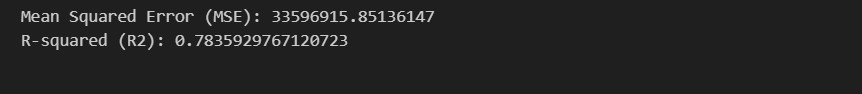 Mean Squared Error (MSE): 33596915.85136147
R-squared (R2): 0.7835929767120723